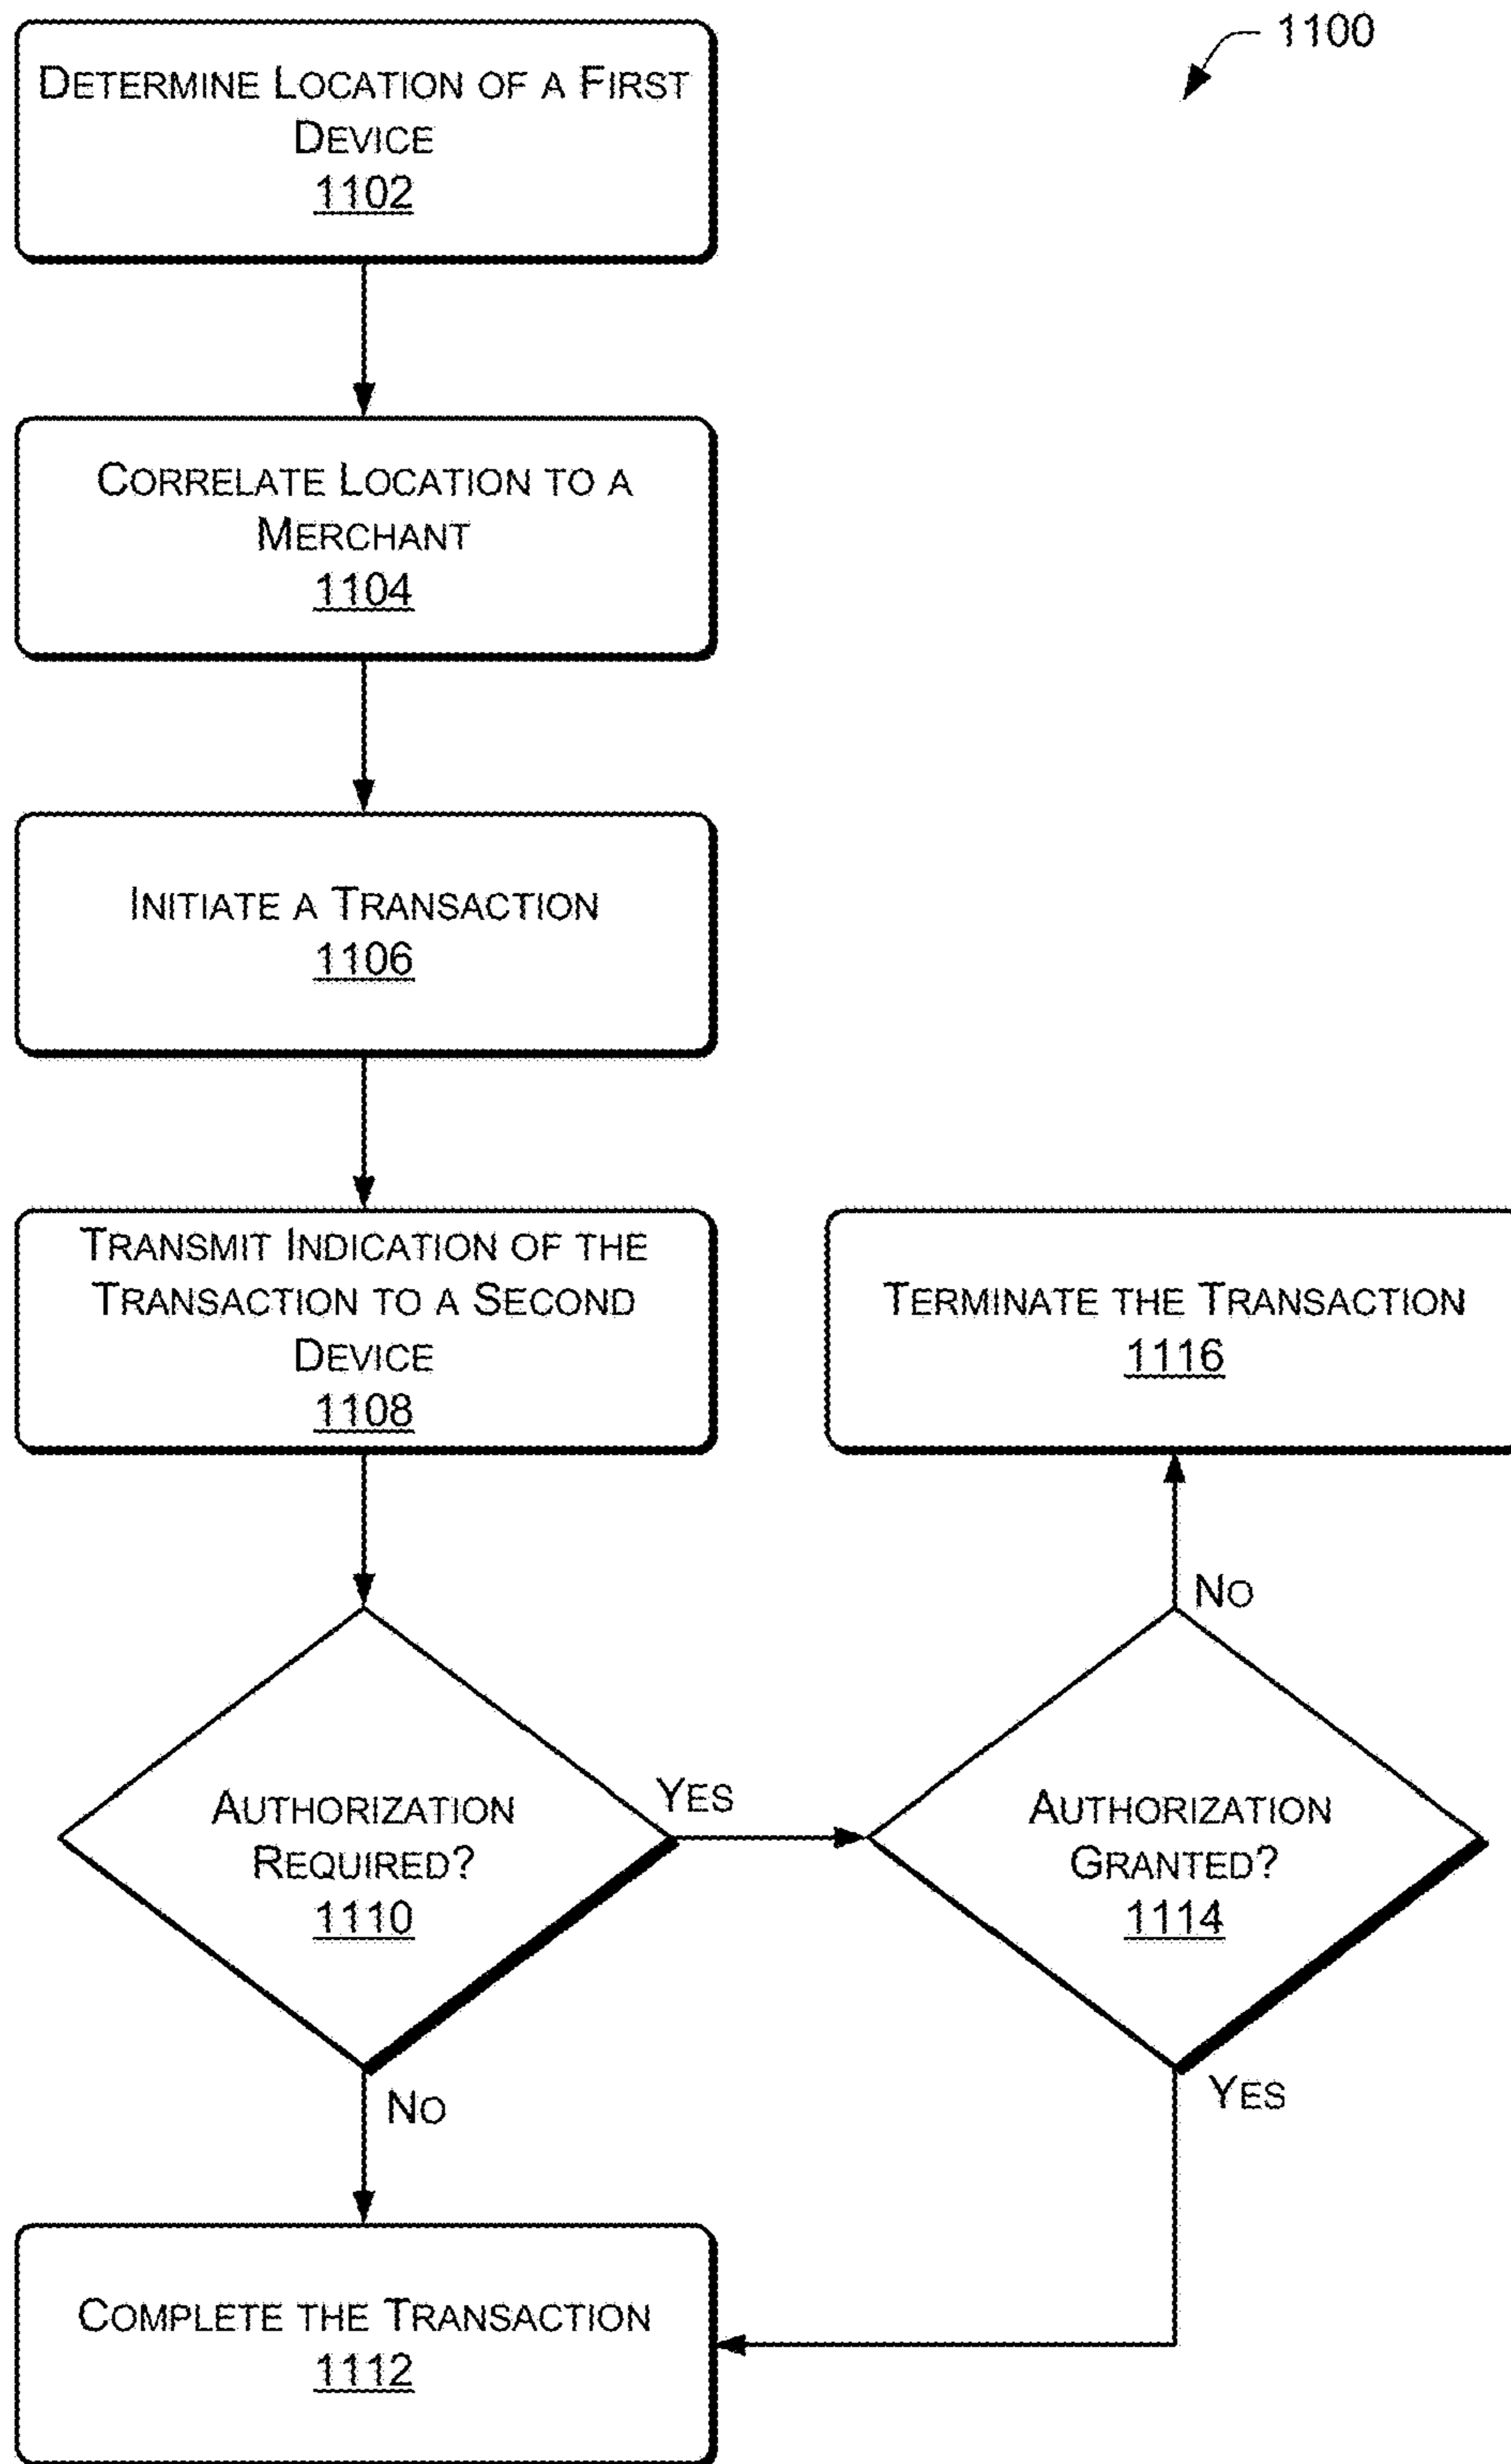 1100
DETERMINE LOCATION OF A FIRST
DEVICE
1102
CORRELATE LOCATION TO A
MERCHANT
1104
INITIATE A TRANSACTION
1106
TRANSMIT INDICATION OF THE
TRANSACTION TO A SECOND
DEVICE
1108
TERMINATE THE TRANSACTION
1116
NO
AUTHORIZATION
REQUIRED?
1110
YES
AUTHORIZATION
GRANTED?
1114
NO
YES
COMPLETE THE TRANSACTION
1112